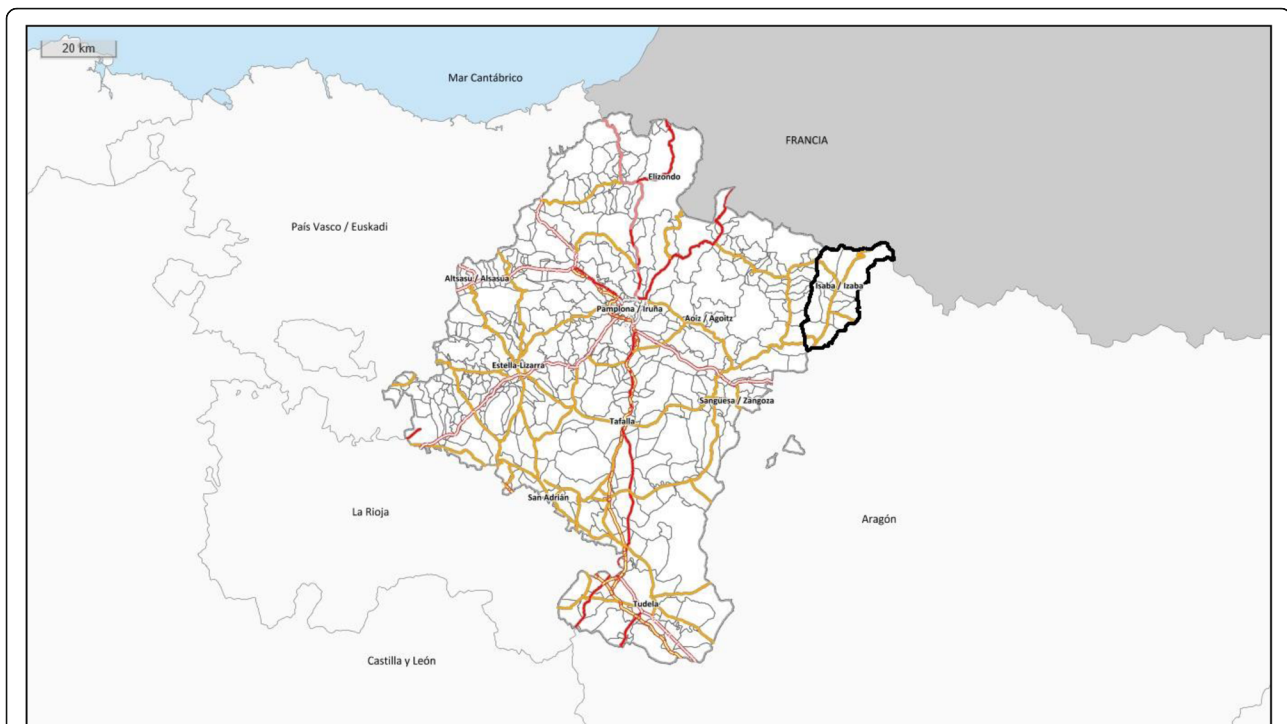 20 km
Mar Cantábrico
FRANCIA
Elizondo
País Vasco / Euskadi
Altsasu / Alsasua
Isaba / Izaba
Pamplona / Iruña
Aoiz / Agoitz
Estella-Lizarra
Sangüesa / Zangoza
Tafalla
San Adrián
La Rioja
Aragón
Tudela
Castilla y León